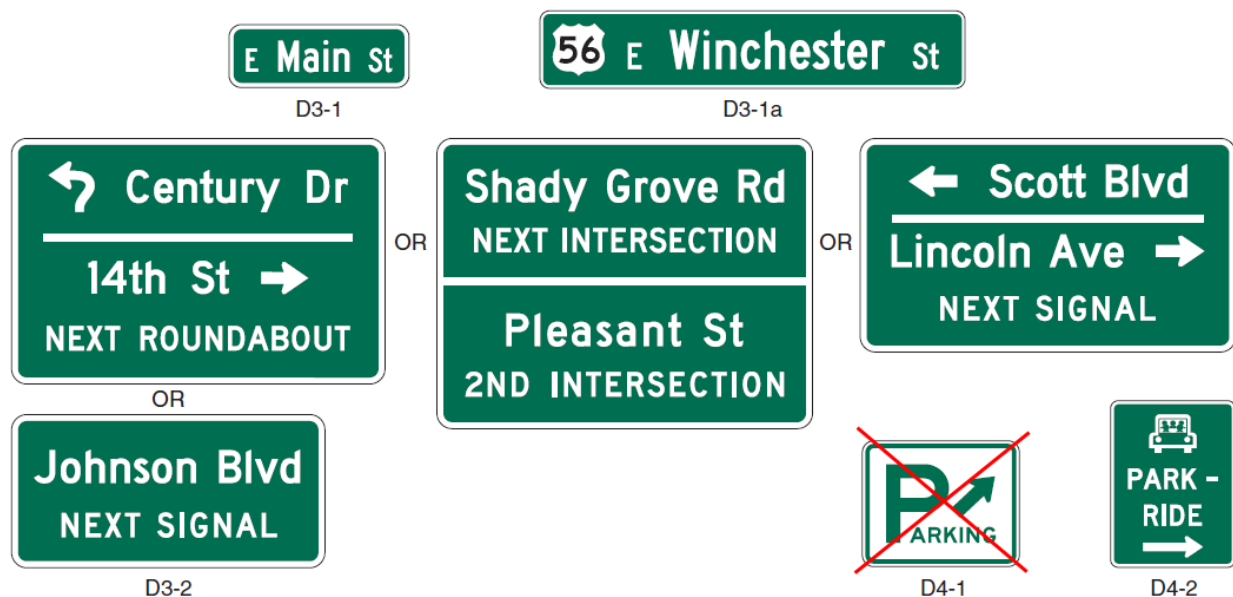 E Main St
D3-1
56 E Winchester St
D3-1a
Century Dr
14th St
NEXT ROUNDABOUT
OR
Shady Grove Rd
NEXT INTERSECTION
Pleasant St
2ND INTERSECTION
OR
Scott Blvd
Lincoln Ave
NEXT SIGNAL
OR
Johnson Blvd
NEXT SIGNAL
D3-2
PARKING
D4-1
PARK -
RIDE
D4-2